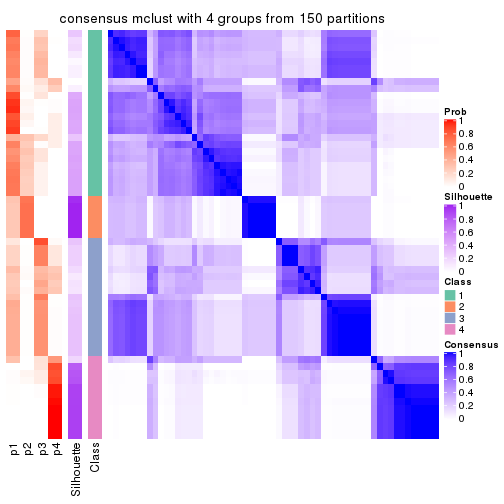 consensus mclust with 4 groups from 150 partitions
Prob
1
0.8
0.6
0.4
0.2
0
Silhouette
1
0.8
0.6
0.4
0.2
0
Class
1
2
3
4
Consensus
1
0.8
0.6
0.4
0.2
0
p1
p2
p3
p4
Silhouette
Class